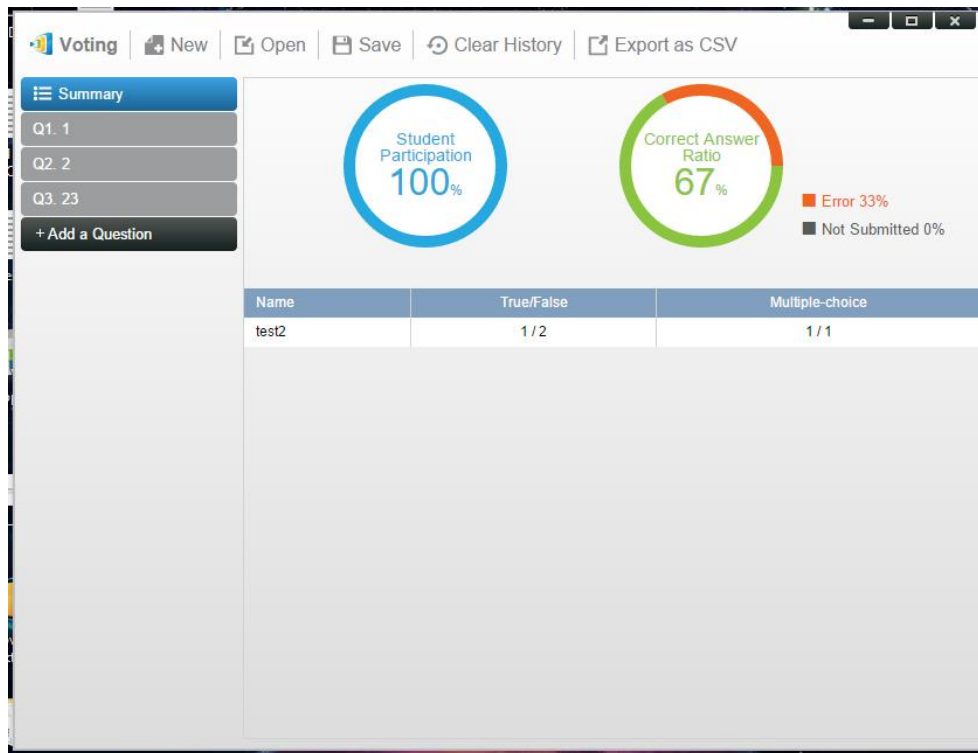 Voting New Open Save Clear History Export as CSV
Summary
Q1. 1
Q2. 2
Q3. 23
+ Add a Question
Student
Participation
100%
Correct Answer
Ratio
67%
Error 33%
Not Submitted 0%
Name True/False Multiple-choice
test2 1 / 2 1 / 1